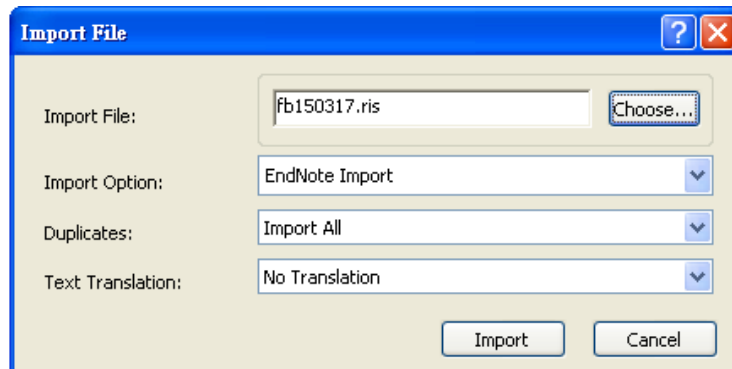 Import File
Import File: fb150317.ris Choose...
Import Option: EndNote Import
Duplicates: Import All
Text Translation: No Translation
Import Cancel